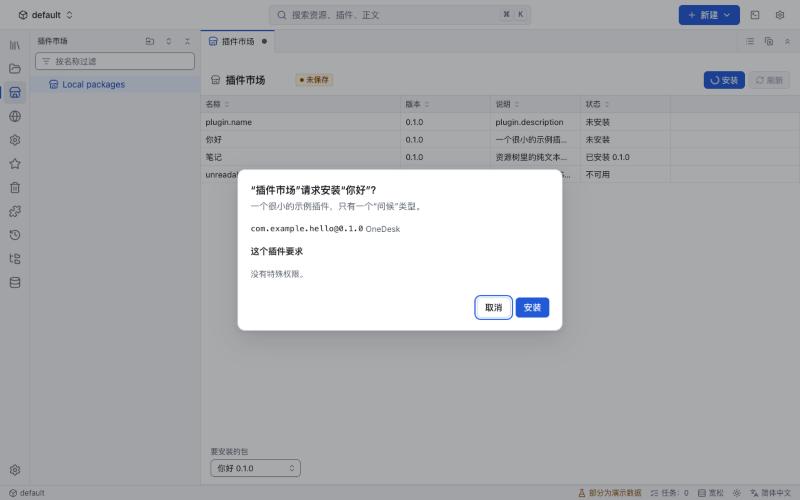 default
搜索资源、插件、正文
⌘ K
新建
插件市场
插件市场
按名称过滤
Local packages
插件市场
未保存
安装
刷新
名称
版本
说明
状态
plugin.name
0.1.0
plugin.description
未安装
你好
0.1.0
一个很小的示例插...
未安装
笔记
0.1.0
资源树里的纯文本...
已安装 0.1.0
不可用
“插件市场”请求安装“你好”?
一个很小的示例插件，只有一个“问候”类型。
com.example.hello@0.1.0 OneDesk
这个插件要求
没有特殊权限。
取消
安装
要安装的包
你好 0.1.0
default
部分为演示数据
任务: 0
宽松
简体中文